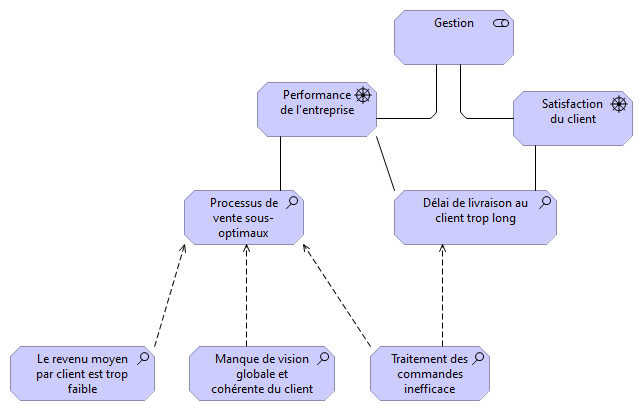 Gestion
Performance
de l'entreprise
Satisfaction
du client
Processus de
vente sous-
optimaux
Délai de livraison au
client trop long
Le revenu moyen
par client est trop
faible
Manque de vision
globale et
cohérente du client
Traitement des
commandes
inefficace